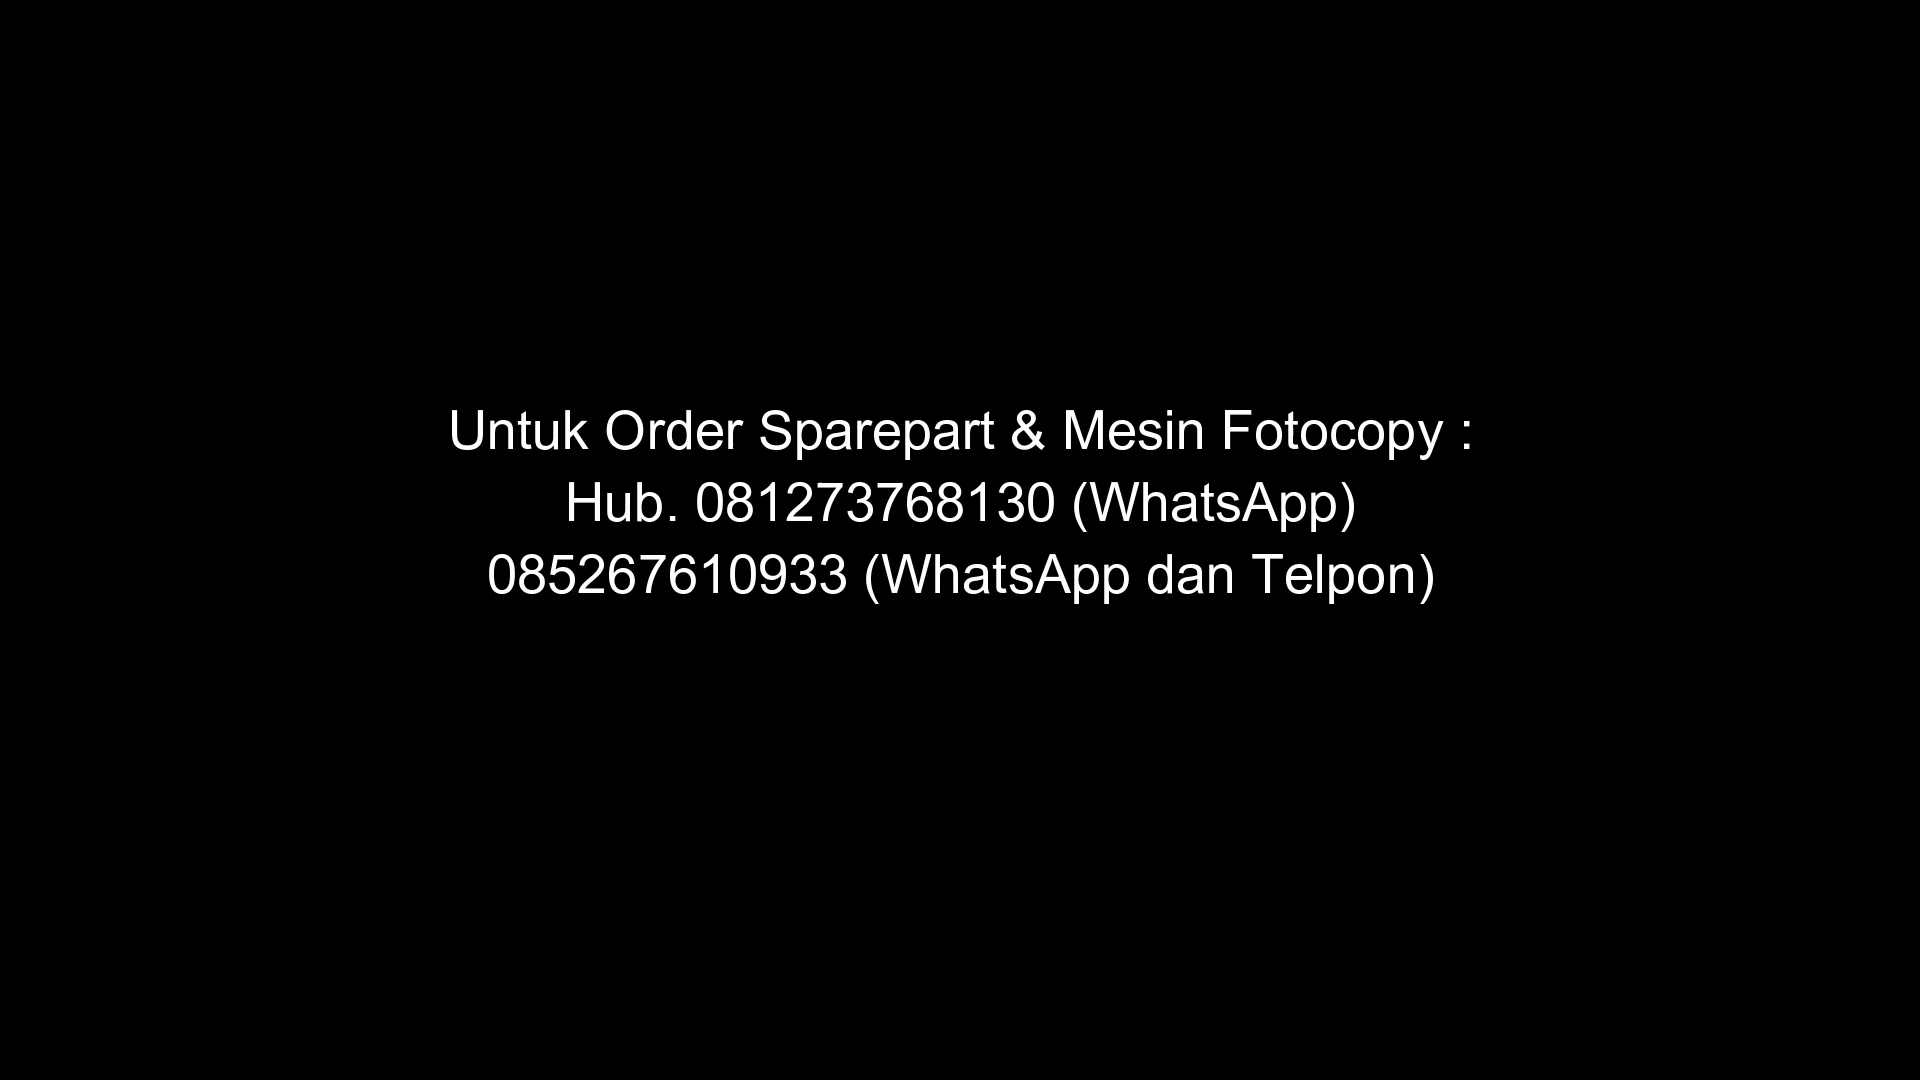 Untuk Order Sparepart & Mesin Fotocopy :
Hub. 081273768130 (WhatsApp)
085267610933 (WhatsApp dan Telpon)